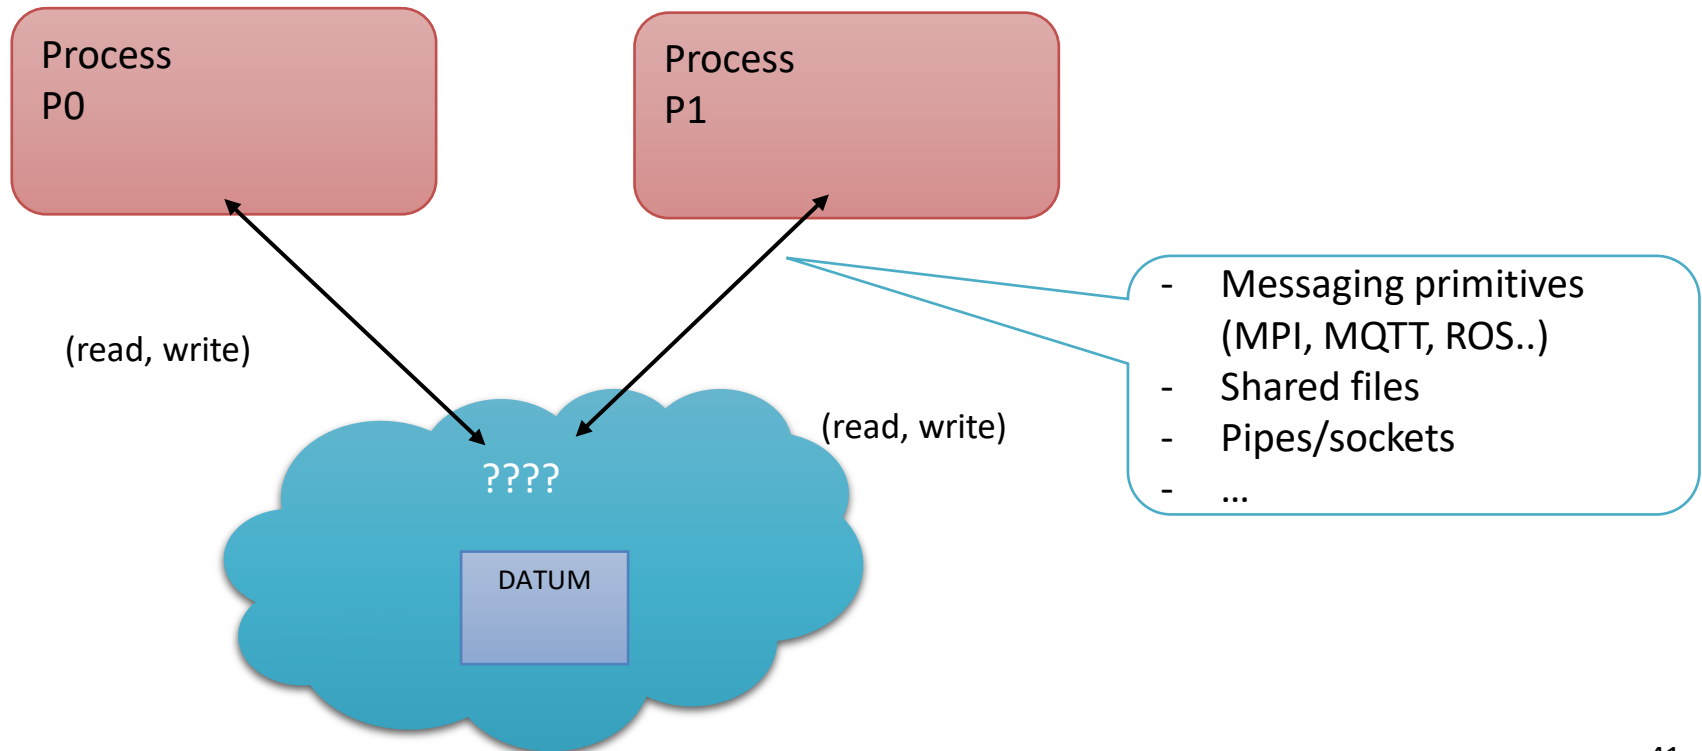 Process
P0
Process
P1
(read, write)
- Messaging primitives
(MPI, MQTT, ROS..)
- Shared files
- Pipes/sockets
- …
(read, write)
????
DATUM